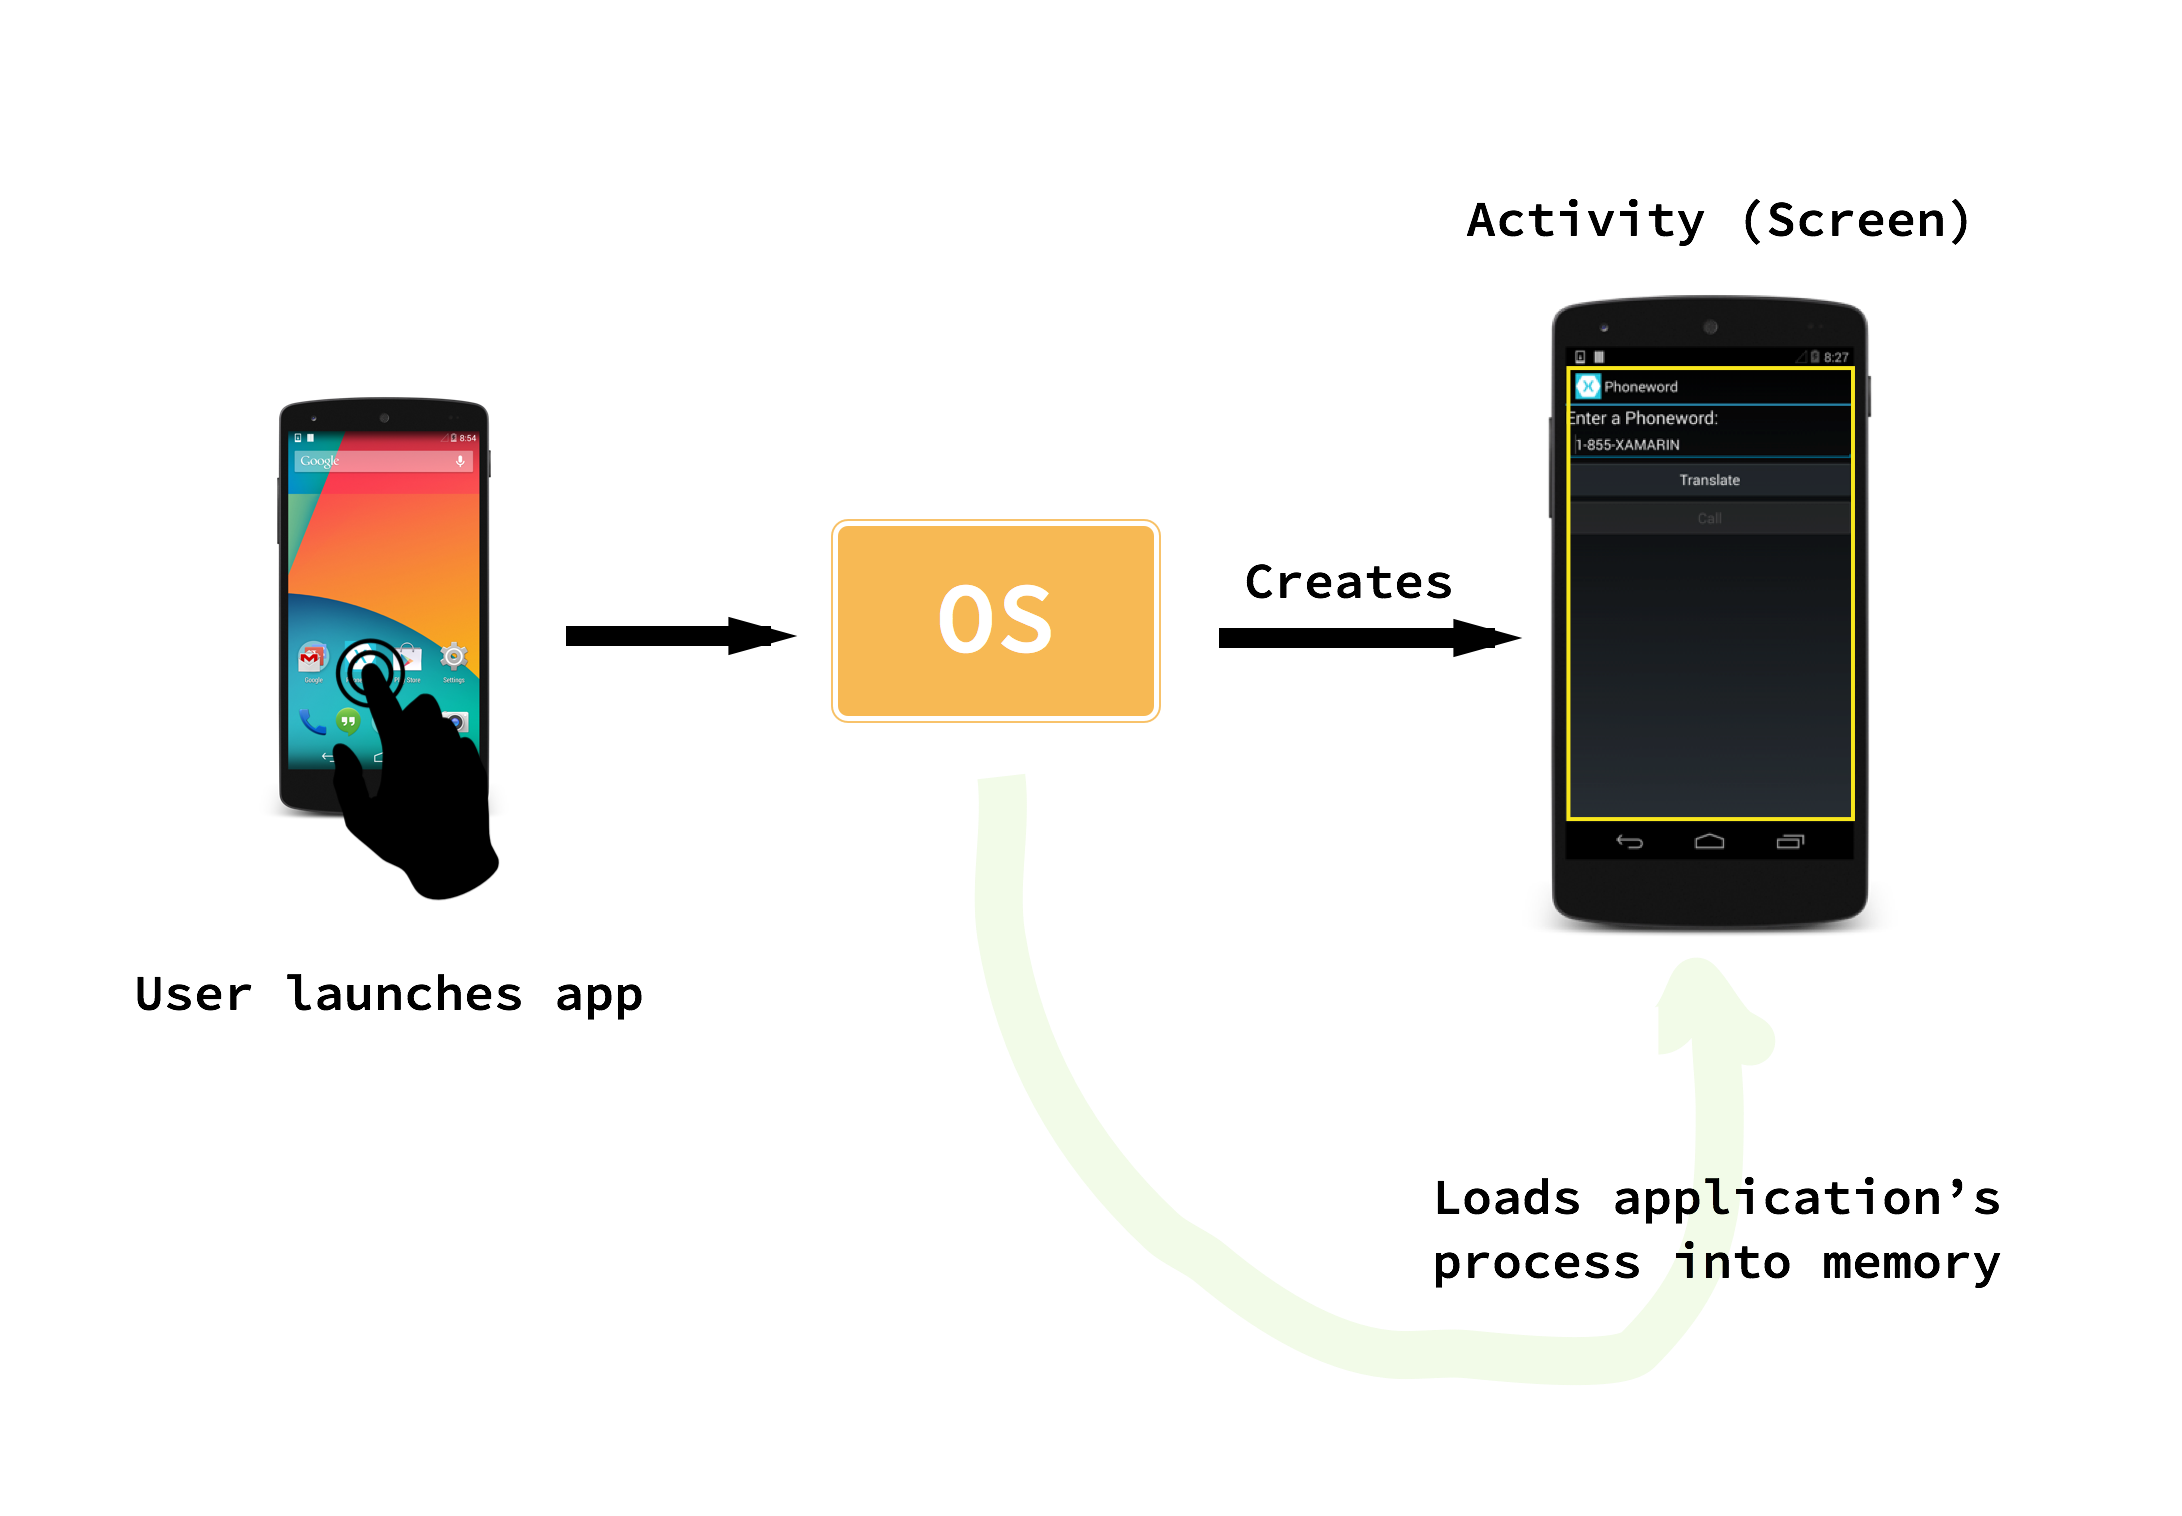 Activity (Screen)
8:27
Phoneword
Enter a Phoneword:
1-855-XAMARIN
Translate
Call
8:54
Google
Google
Store
Settings
OS
Creates
User launches app
Loads application’s
process into memory